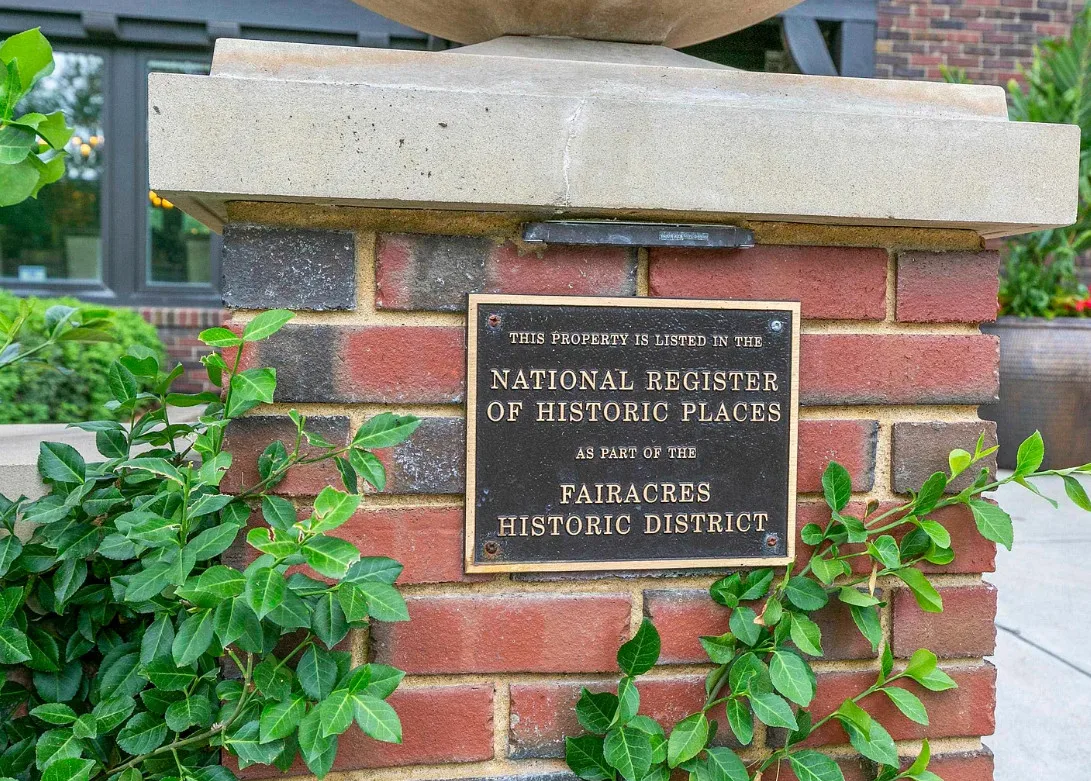 THIS PROPERTY IS LISTED IN THE
NATIONAL REGISTER
OF HISTORIC PLACES
AS PART OF THE
FAIRACRES
HISTORIC DISTRICT